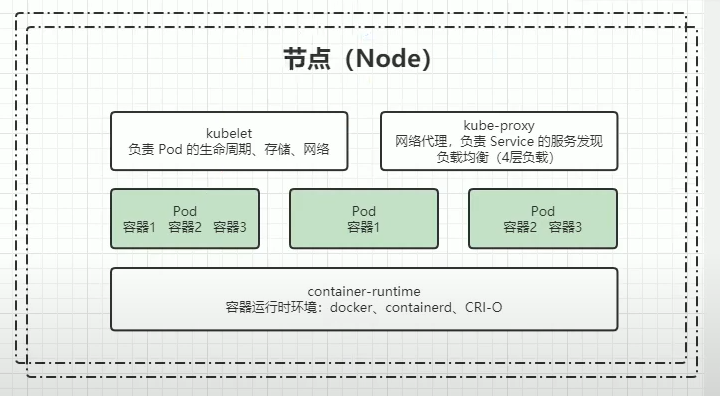 节点（Node）
kubelet
负责 Pod 的生命周期、存储、网络
kube-proxy
网络代理，负责 Service 的服务发现
负载均衡（4层负载）
Pod
容器1 容器2 容器3
Pod
容器1
Pod
容器2 容器3
container-runtime
容器运行时环境：docker、containerd、CRI-O